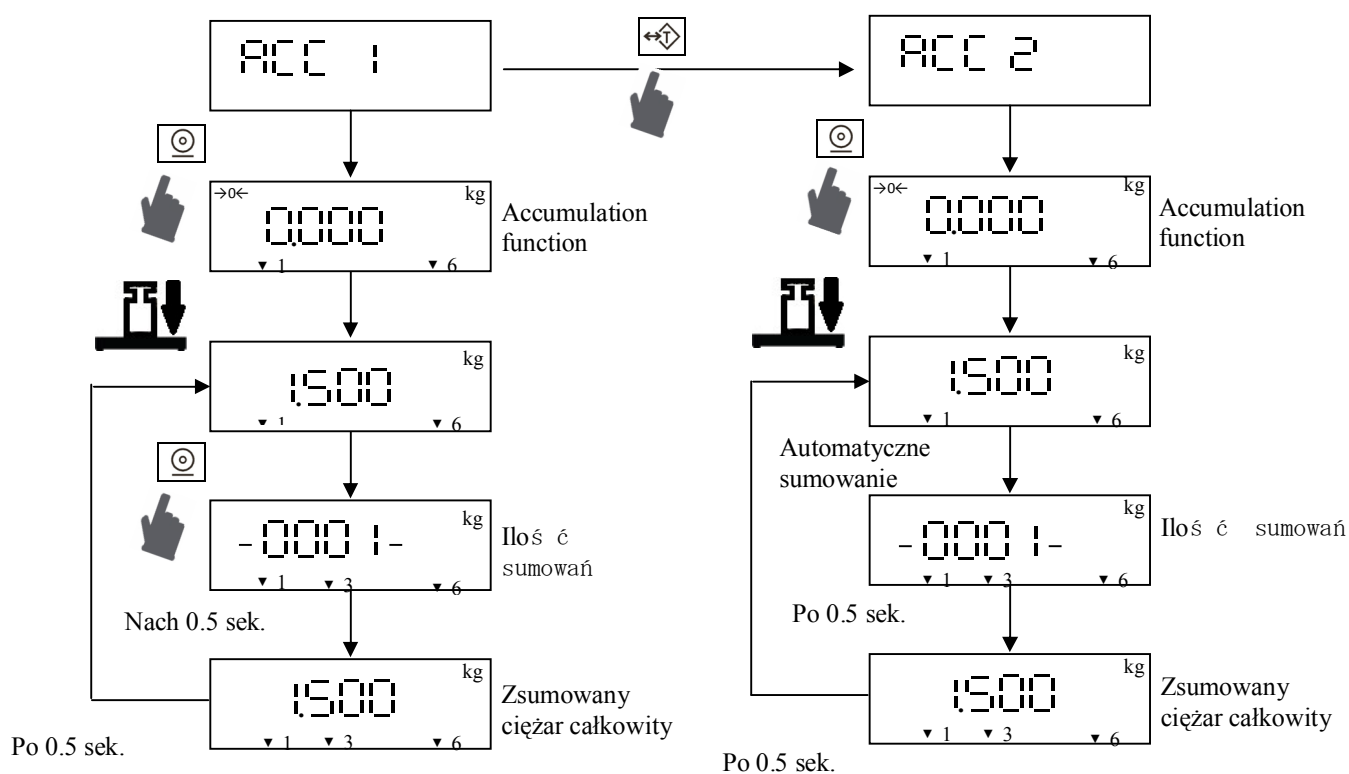 ACC 1
T
ACC 2
→0← kg
0.000
▼ 1 ▼ 6
Accumulation
function
→0← kg
0.000
▼ 1 ▼ 6
Accumulation
function
kg
1.500
▼ 1 ▼ 6
kg
1.500
▼ 1 ▼ 6
Automatyczne
sumowanie
kg
-0001-
▼ 1 ▼ 3 ▼ 6
Iloś ć
sumowań
kg
-0001-
▼ 1 ▼ 3 ▼ 6
Iloś ć sumowań
Nach 0.5 sek.
Po 0.5 sek.
kg
1.500
▼ 1 ▼ 3 ▼ 6
Zsumowany
ciężar całkowity
kg
1.500
▼ 1 ▼ 3 ▼ 6
Zsumowany
ciężar całkowity
Po 0.5 sek.
Po 0.5 sek.